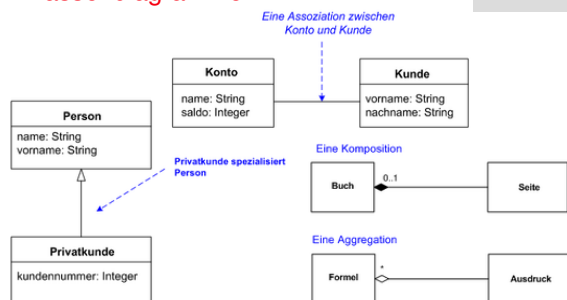 Eine Assoziation zwischen
Konto und Kunde
Konto
name: String
saldo: Integer
Kunde
vorname: String
nachname: String
Person
name: String
vorname: String
Privatkunde spezialisiert
Person
Privatkunde
kundennummer: Integer
Eine Komposition
Buch
0..1
Seite
Eine Aggregation
Formel
*
Ausdruck